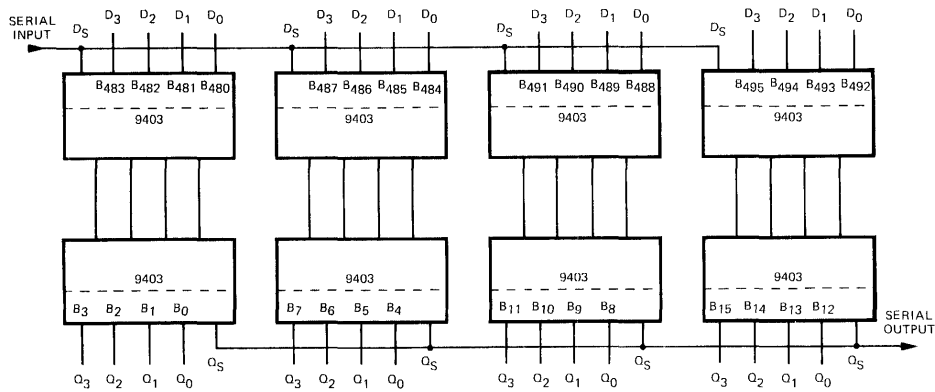 SERIAL INPUT
D3 D2 D1 D0 D3 D2 D1 D0 D3 D2 D1 D0 D3 D2 D1 D0
DS DS DS DS
B483 B482 B481 B480 B487 B486 B485 B484 B491 B490 B489 B488 B495 B494 B493 B492
9403 9403 9403 9403
9403 9403 9403 9403
B3 B2 B1 B0 B7 B6 B5 B4 B11 B10 B9 B8 B15 B14 B13 B12
SERIAL OUTPUT
QS QS QS QS
Q3 Q2 Q1 Q0 Q3 Q2 Q1 Q0 Q3 Q2 Q1 Q0 Q3 Q2 Q1 Q0